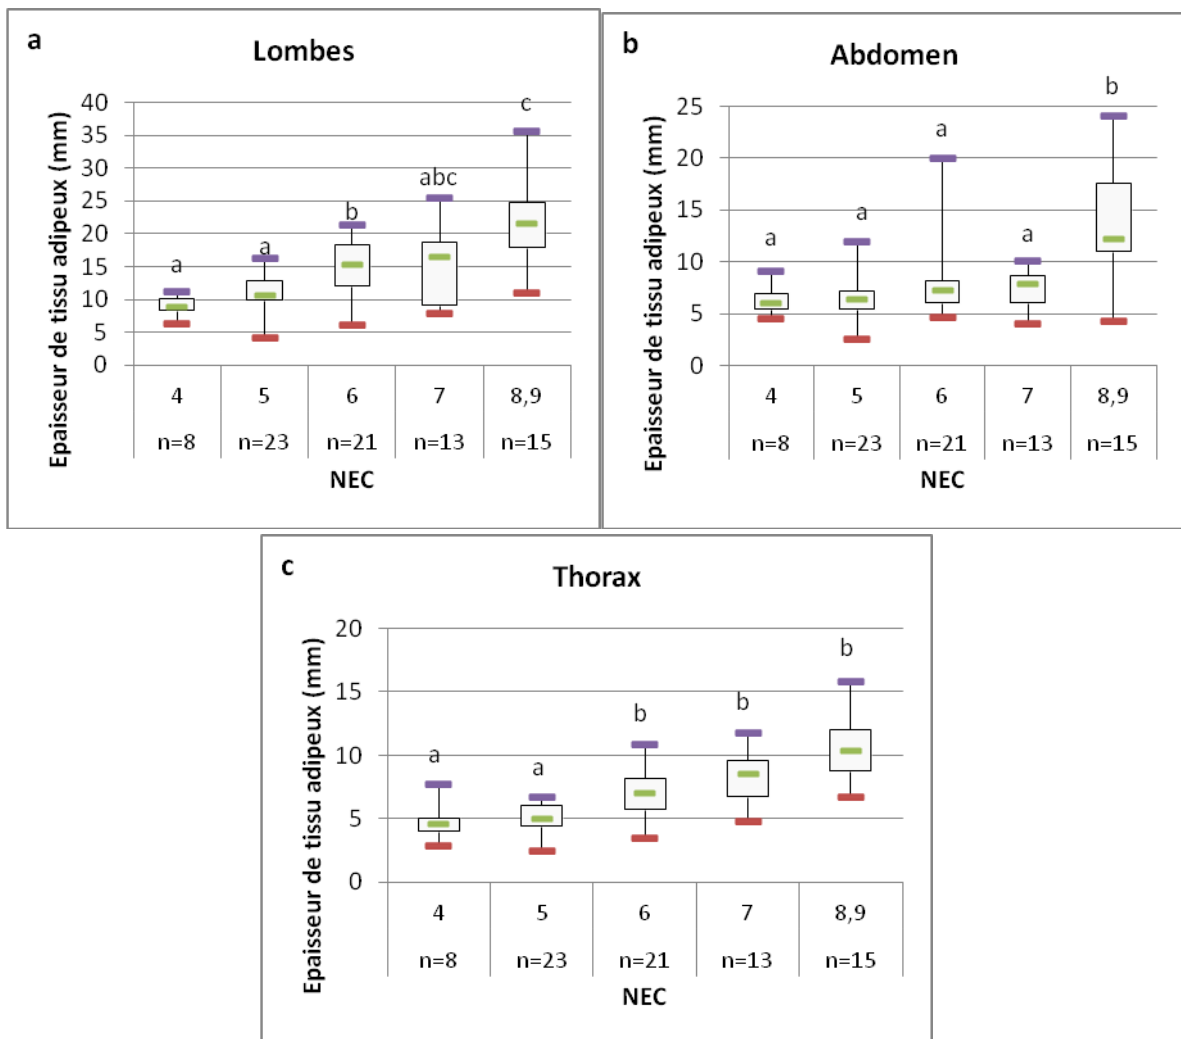 a
Lombes
Epaisseur de tissu adipeux (mm)
40
35
30
25
20
15
10
5
0
a
a
b
abc
c
4 5 6 7 8,9
n=8 n=23 n=21 n=13 n=15
NEC
b
Abdomen
Epaisseur de tissu adipeux (mm)
25
20
15
10
5
0
a
a
a
a
b
4 5 6 7 8,9
n=8 n=23 n=21 n=13 n=15
NEC
c
Thorax
Epaisseur de tissu adipeux (mm)
20
15
10
5
0
a
a
b
b
b
4 5 6 7 8,9
n=8 n=23 n=21 n=13 n=15
NEC